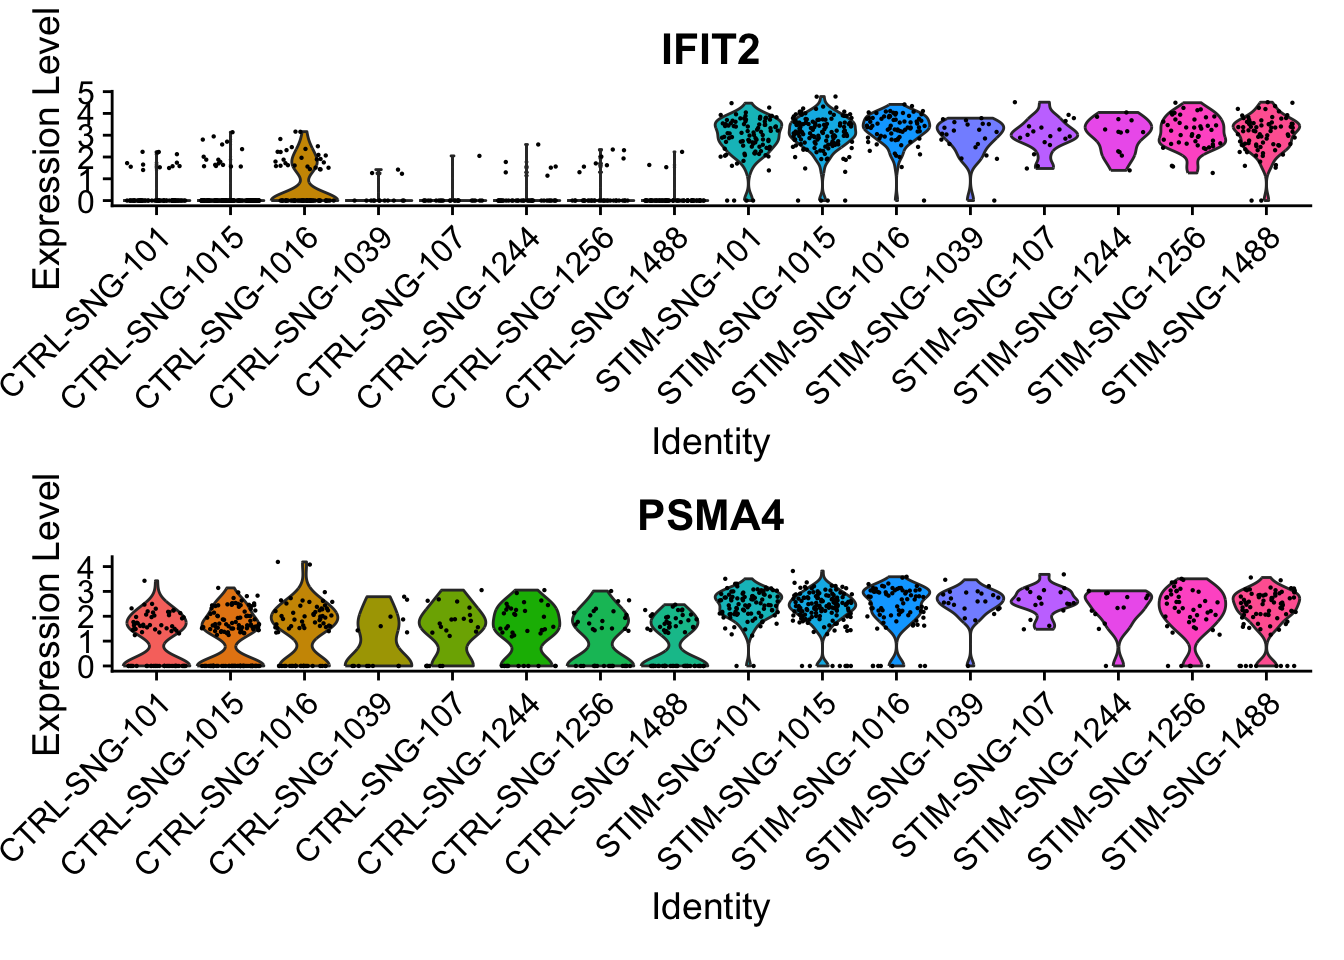 IFIT2
Expression Level
5
4
3
2
1
0
CTRL-SNG-101
CTRL-SNG-1015
CTRL-SNG-1016
CTRL-SNG-1039
CTRL-SNG-107
CTRL-SNG-1244
CTRL-SNG-1256
CTRL-SNG-1488
STIM-SNG-101
STIM-SNG-1015
STIM-SNG-1016
STIM-SNG-1039
STIM-SNG-107
STIM-SNG-1244
STIM-SNG-1256
STIM-SNG-1488
Identity
PSMA4
Expression Level
4
3
2
1
0
CTRL-SNG-101
CTRL-SNG-1015
CTRL-SNG-1016
CTRL-SNG-1039
CTRL-SNG-107
CTRL-SNG-1244
CTRL-SNG-1256
CTRL-SNG-1488
STIM-SNG-101
STIM-SNG-1015
STIM-SNG-1016
STIM-SNG-1039
STIM-SNG-107
STIM-SNG-1244
STIM-SNG-1256
STIM-SNG-1488
Identity